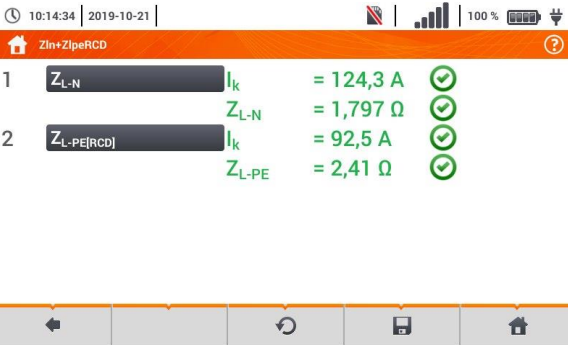 10:14:34 2019-10-21 100 %
Zln+ZlpeRCD ?
1 ZL-N Ik = 124,3 A
ZL-N = 1,797 Ω
2 ZL-PE[RCD] Ik = 92,5 A
ZL-PE = 2,41 Ω